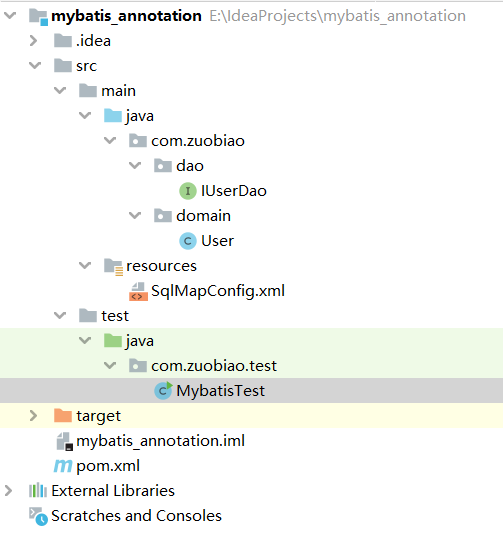 mybatis_annotation E:\IdeaProjects\mybatis_annotation
.idea
src
main
java
com.zuobiao
dao
I IUserDao
domain
C User
resources
SqlMapConfig.xml
test
java
com.zuobiao.test
C MybatisTest
target
mybatis_annotation.iml
m pom.xml
External Libraries
Scratches and Consoles